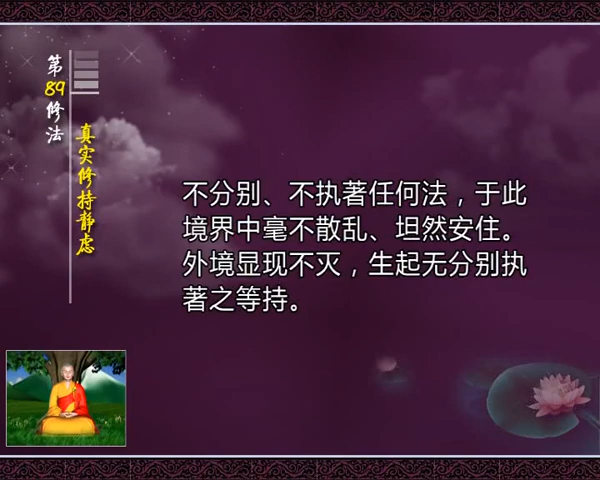 第89修法
真实修持静虑
不分别、不执著任何法，于此
境界中毫不散乱、坦然安住。
外境显现不灭，生起无分别执
著之等持。